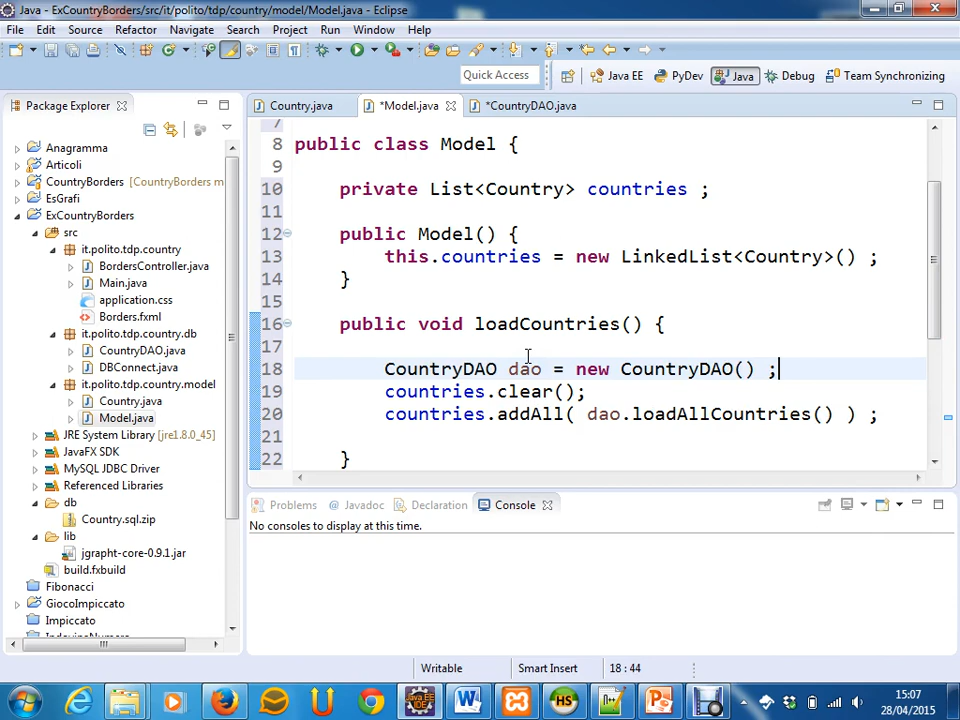 Java - ExCountryBorders/src/it/polito/tdp/country/model/Model.java - Eclipse
File Edit Source Refactor Navigate Search Project Run Window Help
Quick Access Java EE PyDev Java Debug Team Synchronizing
Package Explorer
Country.java *Model.java *CountryDAO.java
Anagramma
Articoli
CountryBorders [CountryBorders m
EsGrafi
ExCountryBorders
src
it.polito.tdp.country
BordersController.java
Main.java
application.css
Borders.fxml
it.polito.tdp.country.db
CountryDAO.java
DBConnect.java
it.polito.tdp.country.model
Country.java
Model.java
JRE System Library [jre1.8.0_45]
JavaFX SDK
MySQL JDBC Driver
Referenced Libraries
db
Country.sql.zip
lib
jgrapht-core-0.9.1.jar
build.fxbuild
Fibonacci
GiocoImpiccato
Impiccato
7
8 public class Model {
9
10 private List<Country> countries ;
11
12 public Model() {
13 this.countries = new LinkedList<Country>() ;
14 }
15
16 public void loadCountries() {
17
18 CountryDAO dao = new CountryDAO() ;
19 countries.clear();
20 countries.addAll( dao.loadAllCountries() ) ;
21
22 }
Problems Javadoc Declaration Console
No consoles to display at this time.
Writable Smart Insert 18 : 44
15:07
28/04/2015